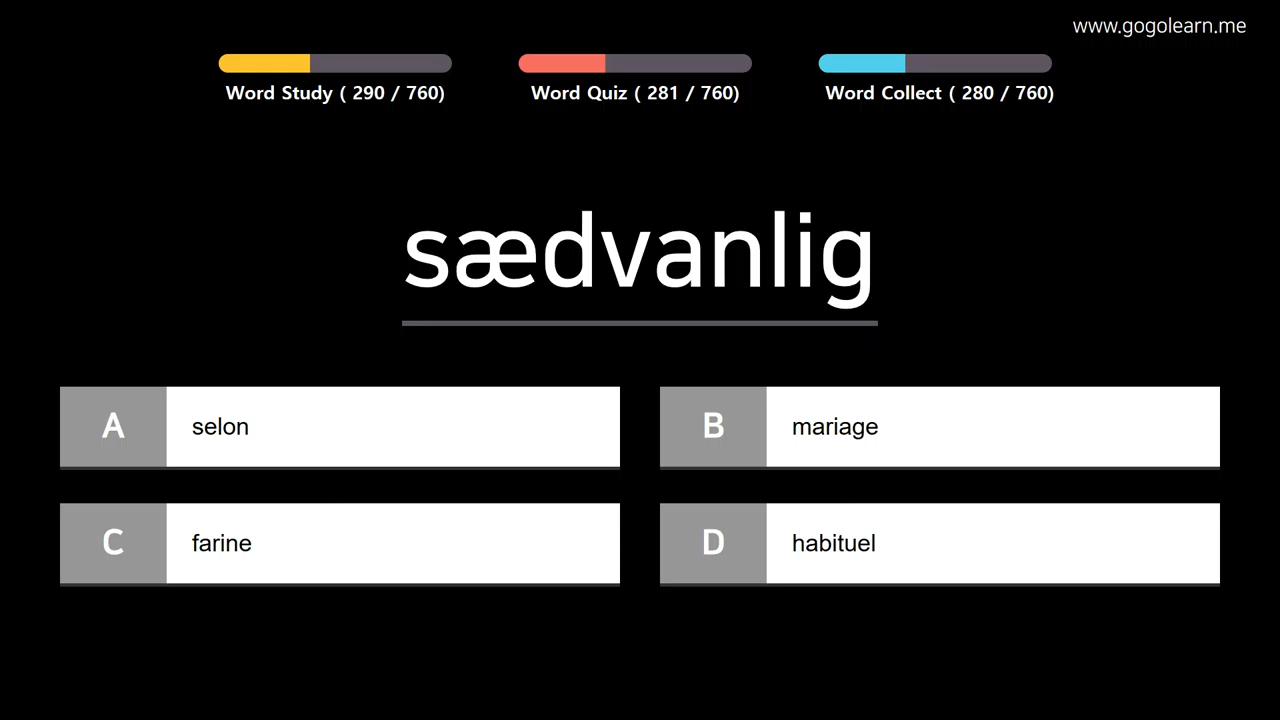 www.gogolearn.me
Word Study ( 290 / 760)
Word Quiz ( 281 / 760)
Word Collect ( 280 / 760)
sædvanlig
A selon
B mariage
C farine
D habituel